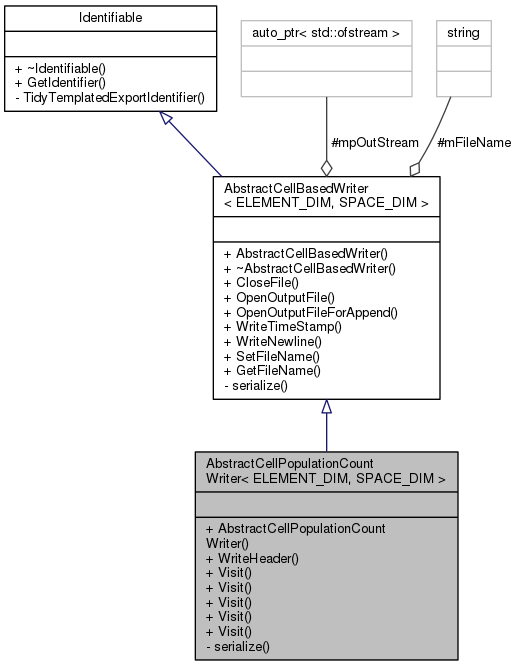 Identifiable
+ ~Identifiable()
+ GetIdentifier()
- TidyTemplatedExportIdentifier()
auto_ptr< std::ofstream >
string
#mpOutStream
#mFileName
AbstractCellBasedWriter
< ELEMENT_DIM, SPACE_DIM >
+ AbstractCellBasedWriter()
+ ~AbstractCellBasedWriter()
+ CloseFile()
+ OpenOutputFile()
+ OpenOutputFileForAppend()
+ WriteTimeStamp()
+ WriteNewline()
+ SetFileName()
+ GetFileName()
- serialize()
AbstractCellPopulationCount
Writer< ELEMENT_DIM, SPACE_DIM >
+ AbstractCellPopulationCount
Writer()
+ WriteHeader()
+ Visit()
+ Visit()
+ Visit()
+ Visit()
+ Visit()
- serialize()